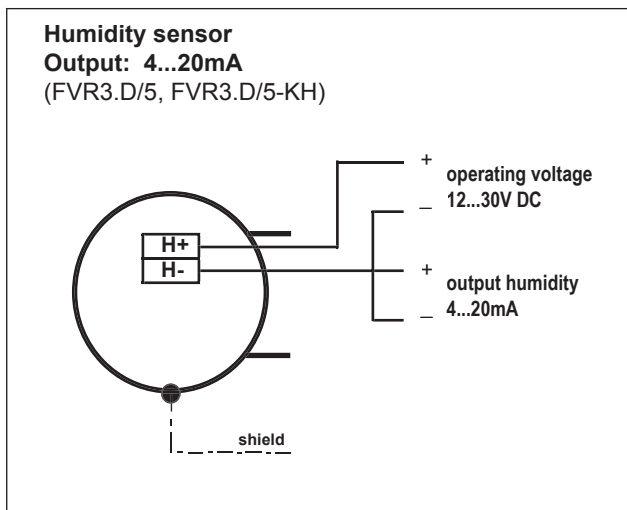 Humidity sensor
Output: 4...20mA
(FVR3.D/5, FVR3.D/5-KH)
+
operating voltage
12...30V DC
–
H+
H-
+
output humidity
4...20mA
–
shield